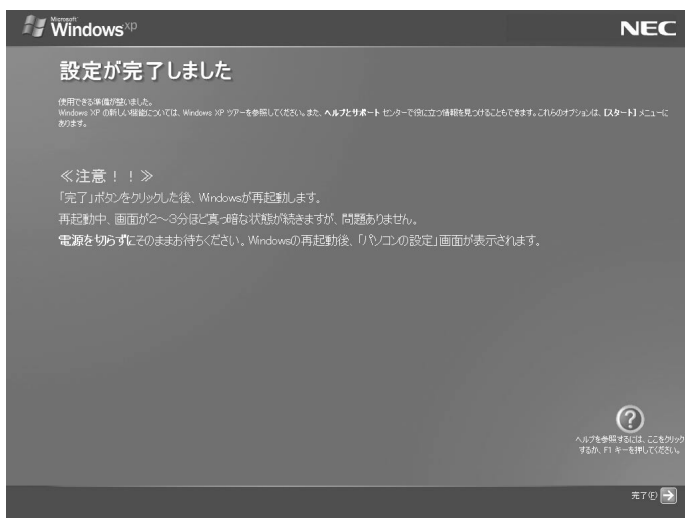 Microsoft
Windows xp
NEC
設定が完了しました
使用できる準備が整いました。
Windows XP の新しい機能については、Windows XP ツアーを参照してください。また、ヘルプとサポート センターで役に立つ情報を見つけることもできます。これらのオプションは、[スタート] メニューに
あります。
≪注意！！≫
「完了」ボタンをクリックした後、Windowsが再起動します。
再起動中、画面が2～3分ほど真っ暗な状態が続きますが、問題ありません。
電源を切らずにそのままお待ちください。Windowsの再起動後、「パソコンの設定」画面が表示されます。
?
ヘルプを参照するには、ここをクリック
するか、F1 キーを押してください。
完了(F)